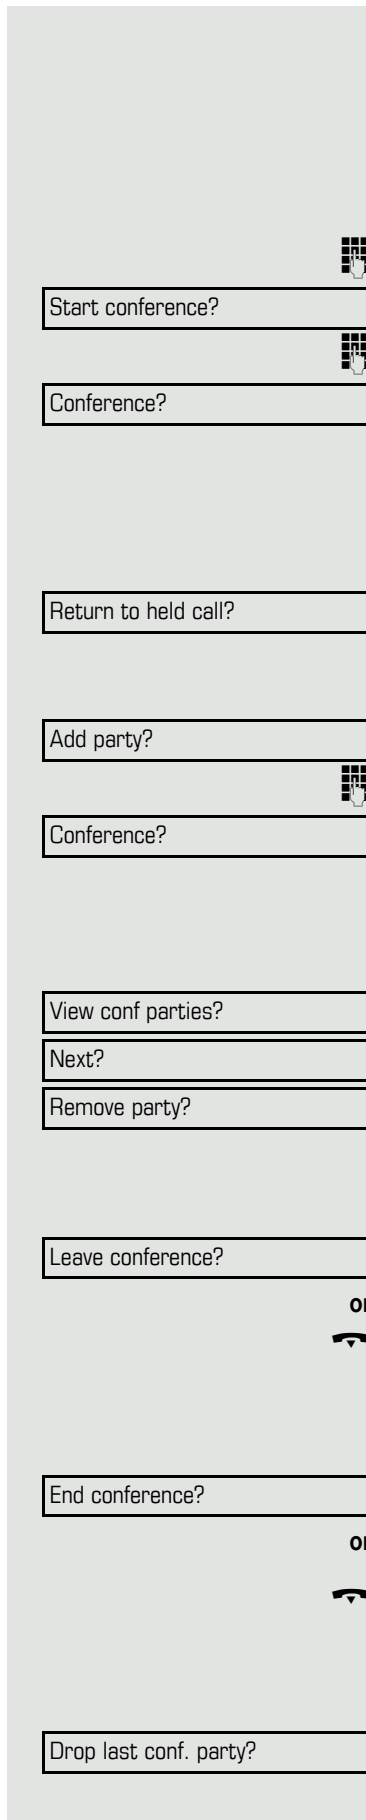 Start conference?
Conference?
Return to held call?
Add party?
Conference?
View conf parties?
Next?
Remove party?
Leave conference?
End conference?
Drop last conf. party?